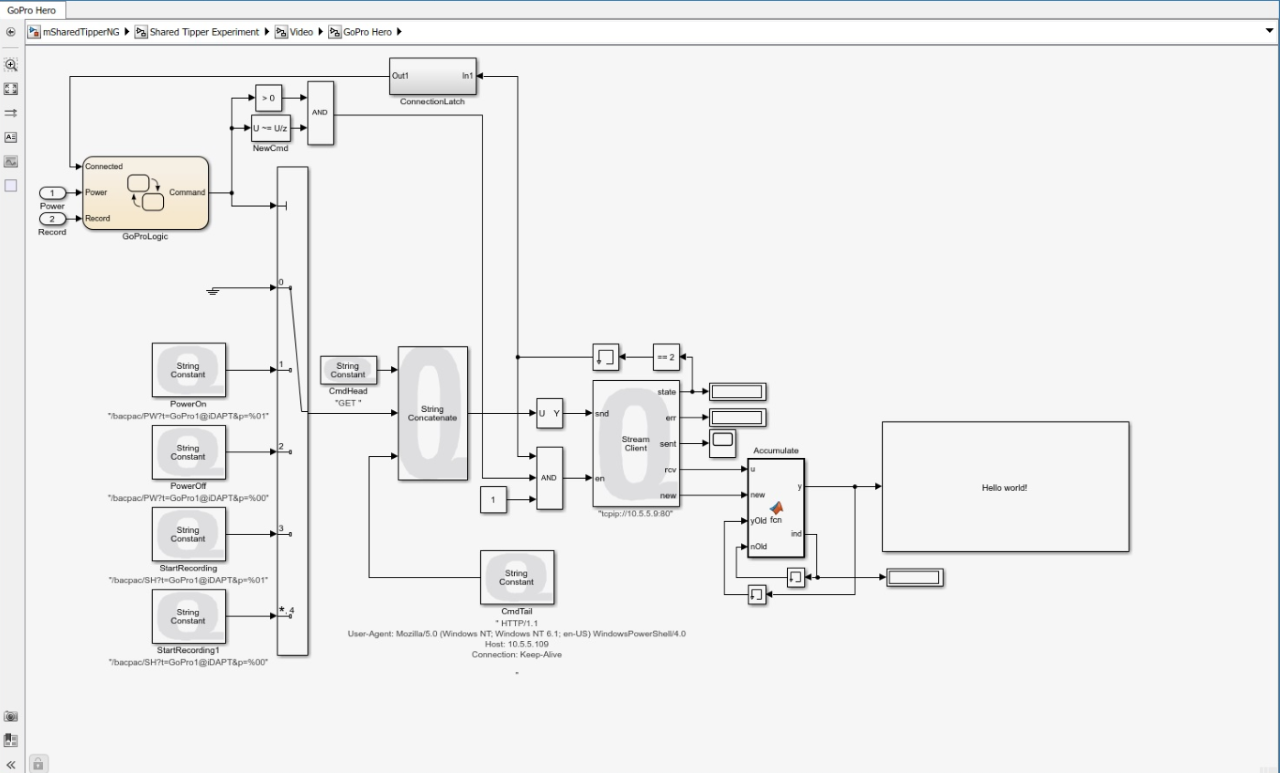 GoPro Hero
mSharedTipperNG Shared Tipper Experiment Video GoPro Hero
Out1 In1
ConnectionLatch
> 0
AND
U ~= U/z
NewCmd
Connected
1 Power Command
Power
2 Record
Record
GoProLogic
0
String
Constant
PowerOn
"/bacpac/PW?t=GoPro1@iDAPT&p=%01"
1
String
Constant
PowerOff
"/bacpac/PW?t=GoPro1@iDAPT&p=%00"
2
String
Constant
StartRecording
"/bacpac/SH?t=GoPro1@iDAPT&p=%01"
3
String
Constant
StartRecording1
"/bacpac/SH?t=GoPro1@iDAPT&p=%00"
*, 4
String
Constant
CmdHead
"GET "
String
Concatenate
U Y
AND
1
== 2
state
err
snd Stream sent
Client
rcv
en new
"tcpip://10.5.5.9:80"
String
Constant
CmdTail
" HTTP/1.1
User-Agent: Mozilla/5.0 (Windows NT; Windows NT 6.1; en-US) WindowsPowerShell/4.0
Host: 10.5.5.109
Connection: Keep-Alive
"
Accumulate
u
y
new
yOld fcn
ind
nOld
Hello world!